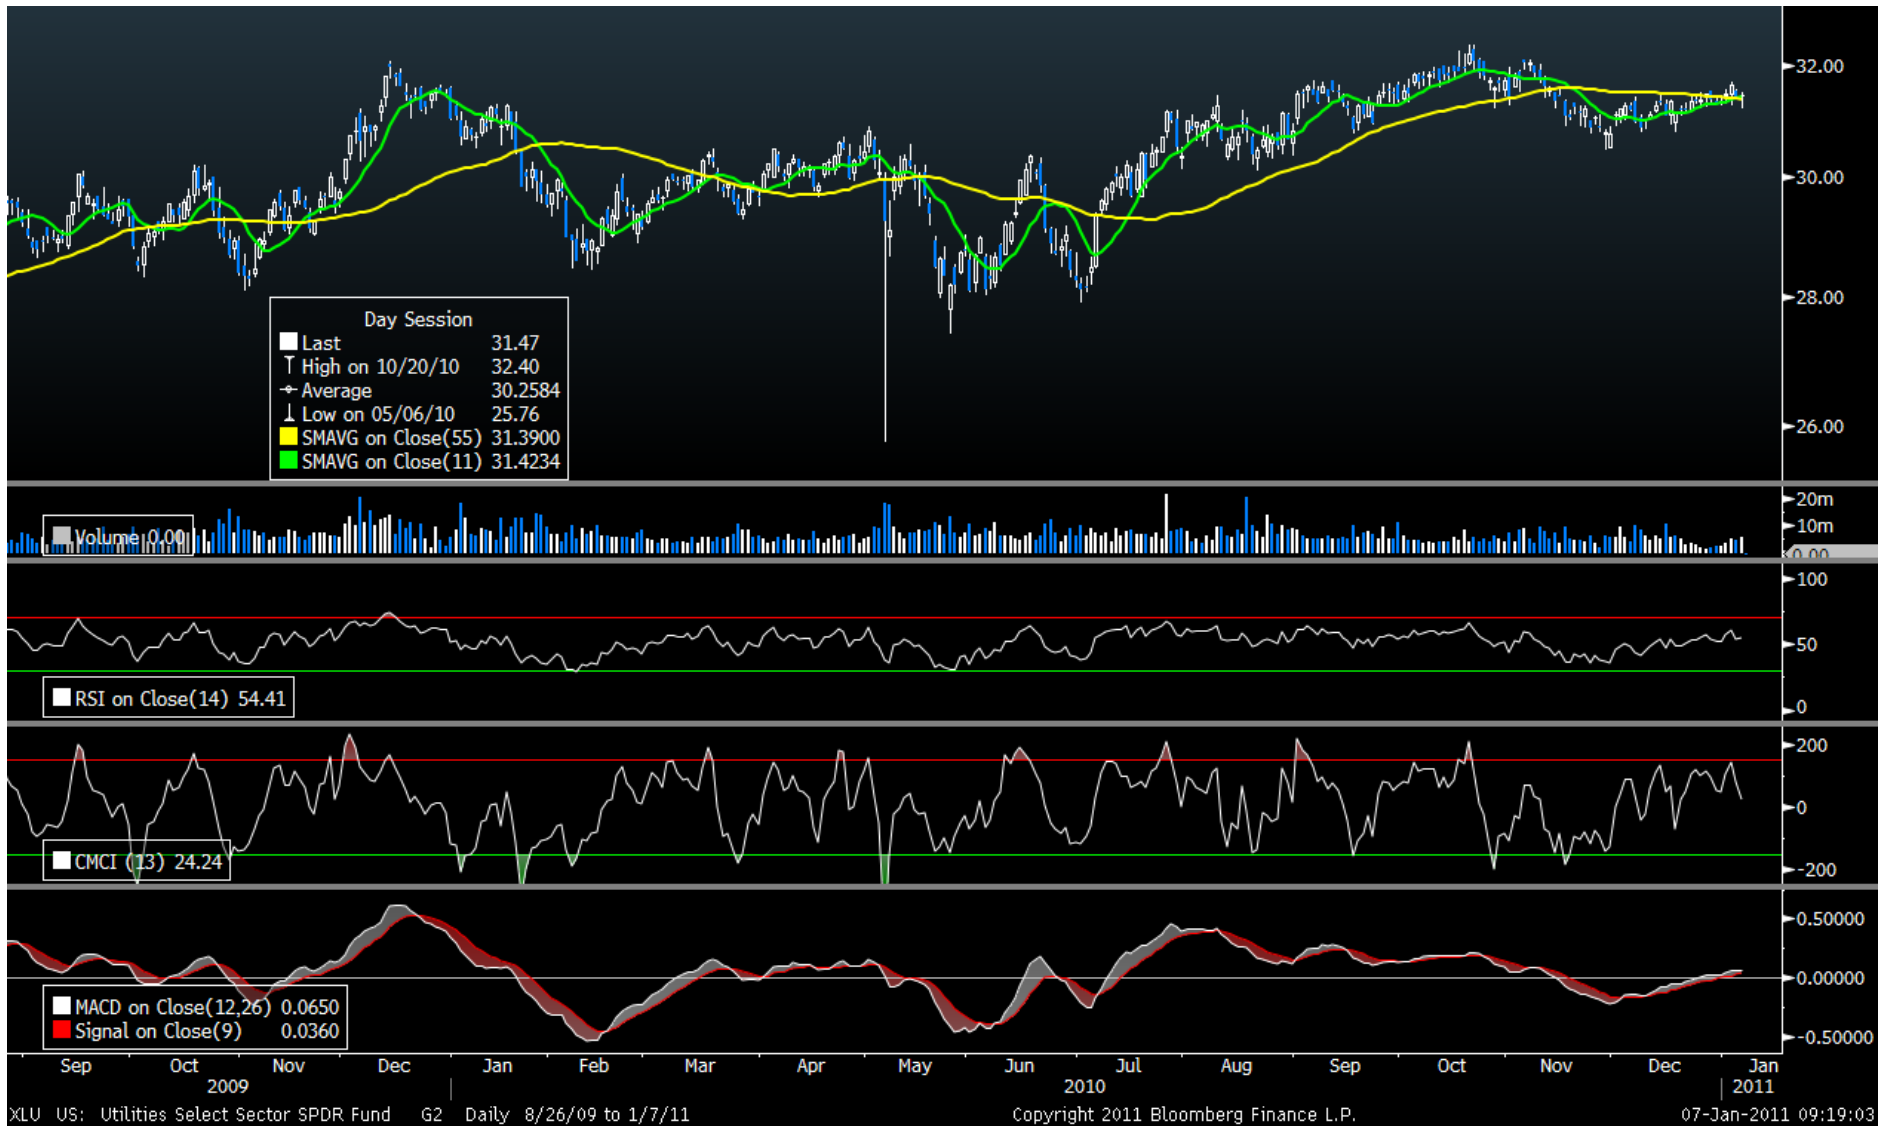 32.00
30.00
28.00
26.00
Day Session
Last 31.47
High on 10/20/10 32.40
Average 30.2584
Low on 05/06/10 25.76
SMAVG on Close(55) 31.3900
SMAVG on Close(11) 31.4234
20m
10m
0.00
Volume 0.00
100
50
0
RSI on Close(14) 54.41
200
0
-200
CMCI (13) 24.24
0.50000
0.00000
-0.50000
MACD on Close(12,26) 0.0650
Signal on Close(9) 0.0360
Sep Oct Nov Dec Jan Feb Mar Apr May Jun Jul Aug Sep Oct Nov Dec Jan
2009 2010 2011
XLU US: Utilities Select Sector SPDR Fund G2 Daily 8/26/09 to 1/7/11 Copyright 2011 Bloomberg Finance L.P. 07-Jan-2011 09:19:03